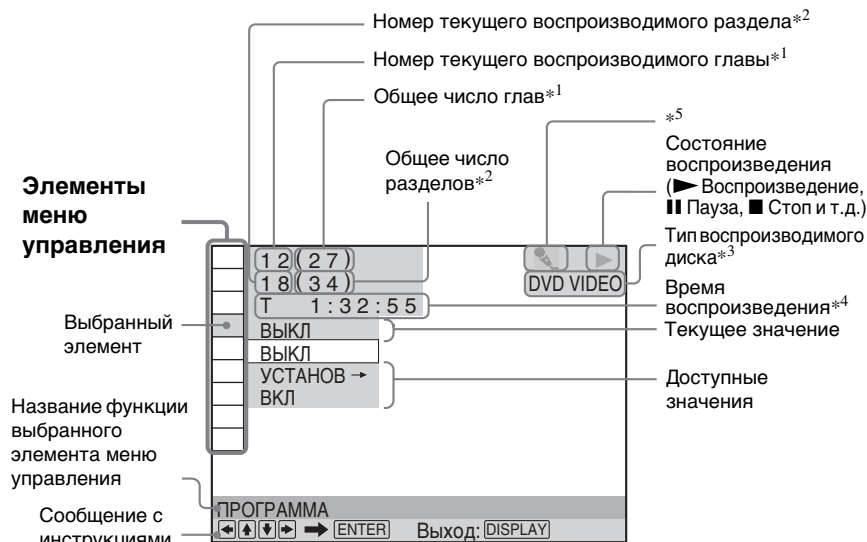 Номер текущего воспроизводимого раздела*2
Номер текущего воспроизводимого главы*1
Общее число глав*1
*5
Состояние
воспроизведения
(► Воспроизведение,
II Пауза, ■ Стоп и т.д.)
Общее число
разделов*2
Элементы
меню
управления
Тип воспроизводимого
диска*3
12(27)
18(34)
DVD VIDEO
T 1:32:55
Время
воспроизведения*4
ВЫКЛ
Текущее значение
Выбранный
элемент
ВЫКЛ
УСТАНОВ →
ВКЛ
Доступные
значения
Название функции
выбранного
элемента меню
управления
ПРОГРАММА
Сообщение с
инструкциями
← ↑ ↓ → ➡ ENTER Выход: DISPLAY